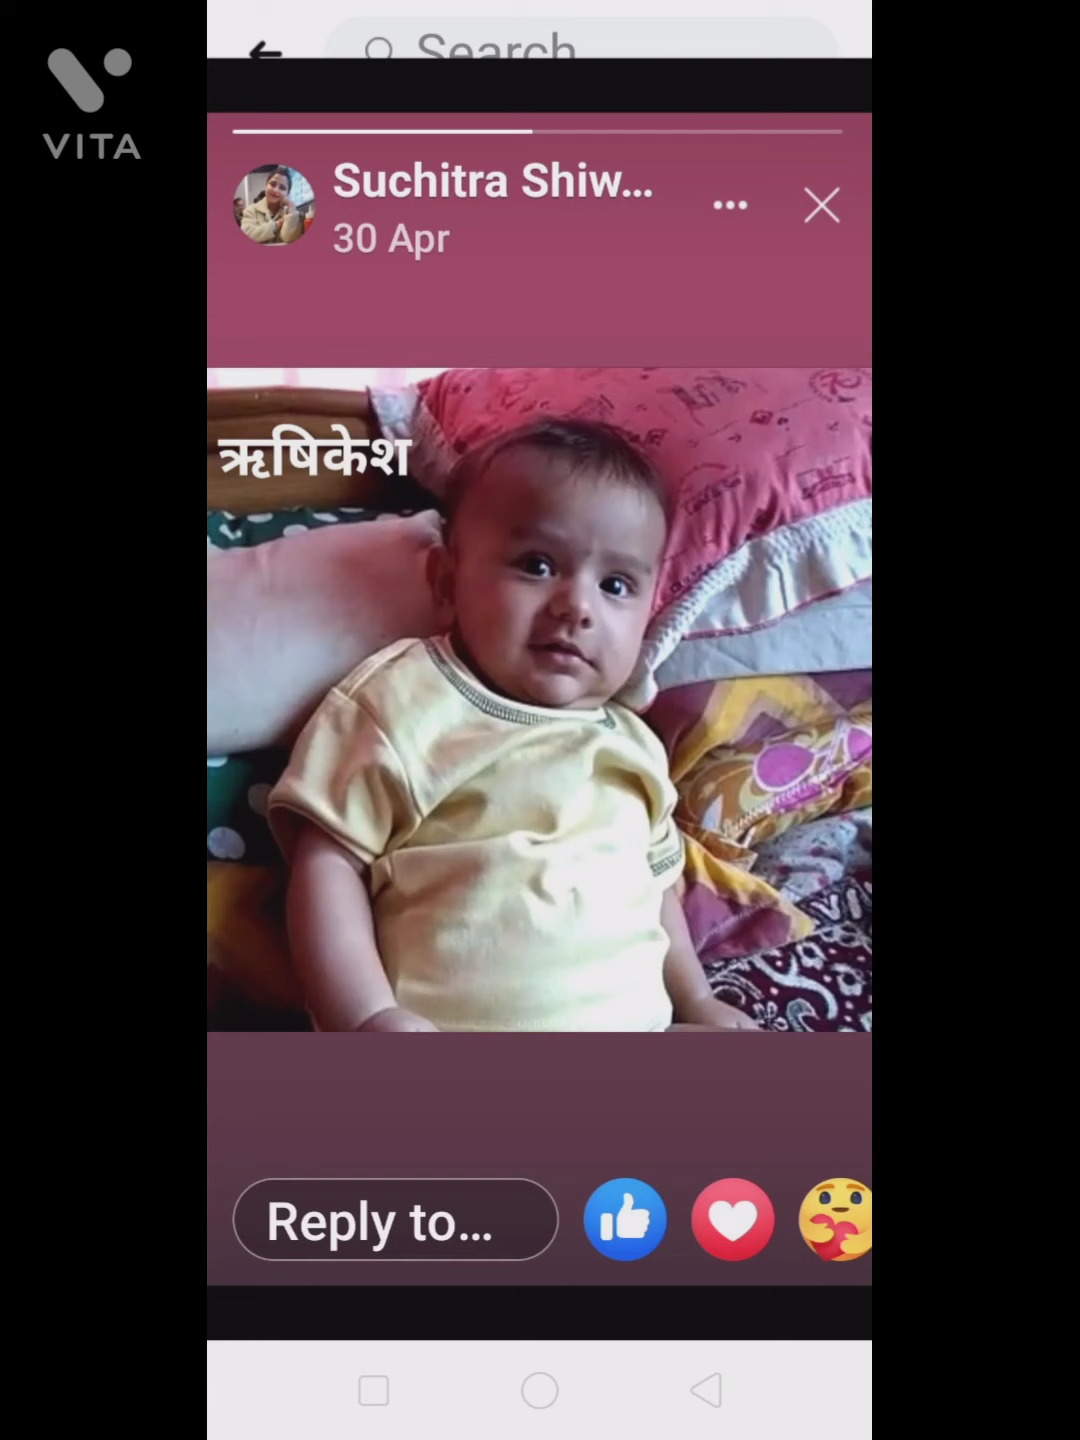 VITA
Search
Suchitra Shiw...
30 Apr
ऋषिकेश
Reply to...